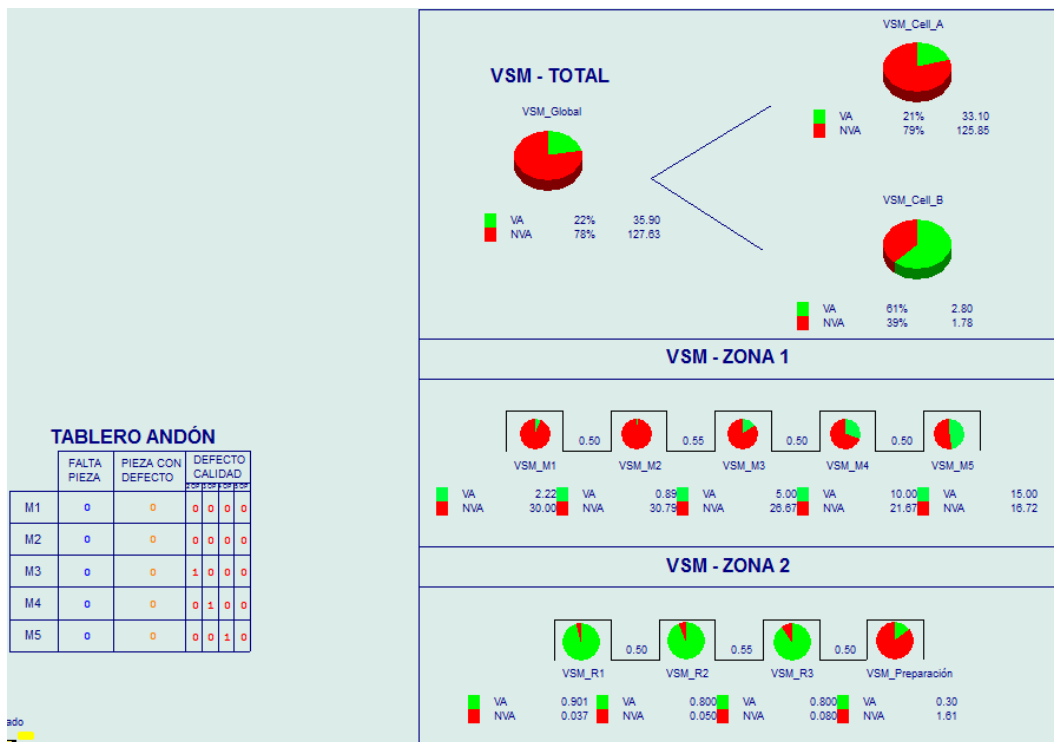 VSM_Cell_A
VSM - TOTAL
VSM_Global
VA 21% 33.10
NVA 79% 125.85
VSM_Cell_B
VA 22% 35.90
NVA 78% 127.63
VA 61% 2.80
NVA 39% 1.78
VSM - ZONA 1
0.50 0.55 0.50 0.50
VSM_M1 VSM_M2 VSM_M3 VSM_M4 VSM_M5
VA 2.22 VA 0.89 VA 5.00 VA 10.00 VA 15.00
NVA 30.00 NVA 30.79 NVA 26.67 NVA 21.67 NVA 16.72
VSM - ZONA 2
0.50 0.55 0.50
VSM_R1 VSM_R2 VSM_R3 VSM_Preparación
VA 0.901 VA 0.800 VA 0.800 VA 0.30
NVA 0.037 NVA 0.050 NVA 0.080 NVA 1.61
TABLERO ANDÓN
FALTA PIEZA PIEZA CON DEFECTO DEFECTO CALIDAD
M1 0 0 0 0 0 0
M2 0 0 0 0 0 0
M3 0 0 1 0 0 0
M4 0 0 0 1 0 0
M5 0 0 0 0 1 0
ado